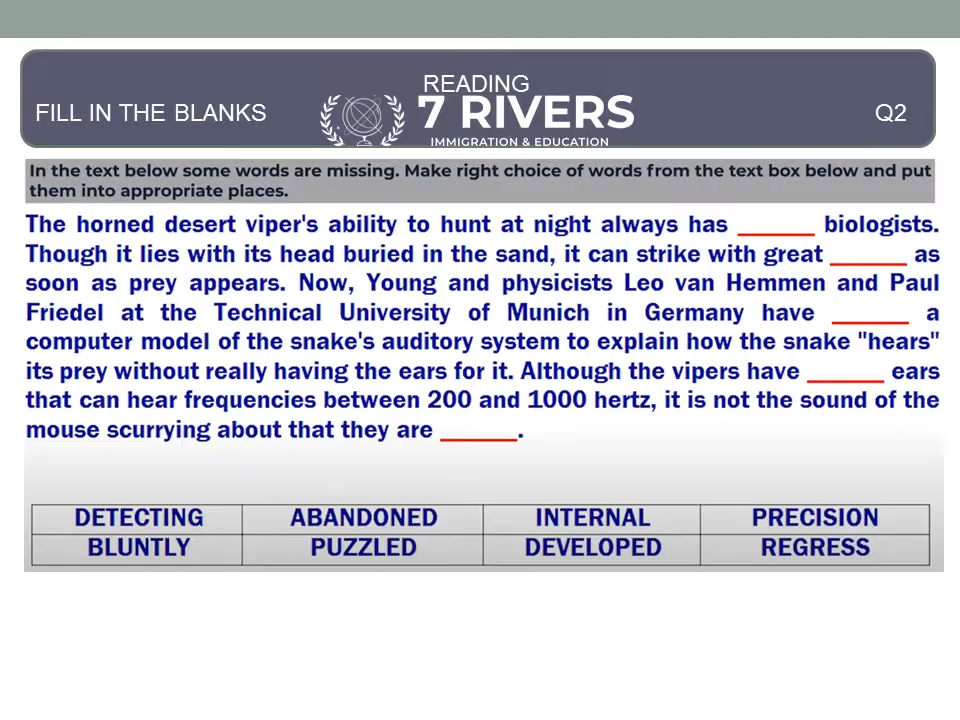 READING
FILL IN THE BLANKS
7 RIVERS
Q2
IMMIGRATION & EDUCATION
In the text below some words are missing. Make right choice of words from the text box below and put
them into appropriate places.
The horned desert viper's ability to hunt at night always has _______ biologists.
Though it lies with its head buried in the sand, it can strike with great _______ as
soon as prey appears. Now, Young and physicists Leo van Hemmen and Paul
Friedel at the Technical University of Munich in Germany have _______ a
computer model of the snake's auditory system to explain how the snake "hears"
its prey without really having the ears for it. Although the vipers have _______ ears
that can hear frequencies between 200 and 1000 hertz, it is not the sound of the
mouse scurrying about that they are _______.
DETECTING ABANDONED INTERNAL PRECISION
BLUNTLY PUZZLED DEVELOPED REGRESS